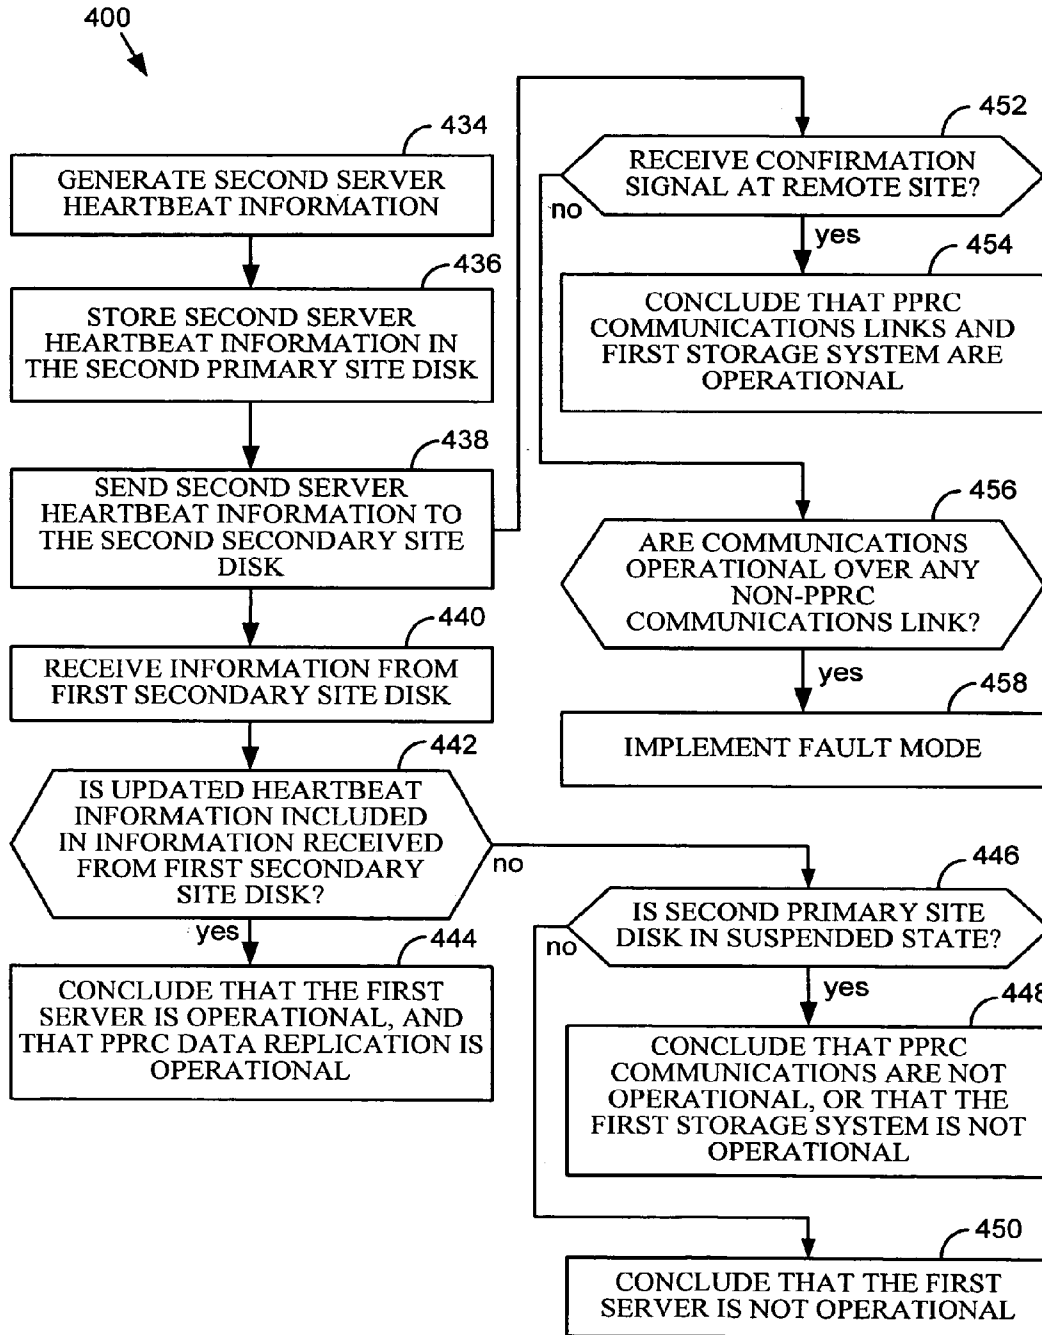 400
434
GENERATE SECOND SERVER
HEARTBEAT INFORMATION
436
STORE SECOND SERVER
HEARTBEAT INFORMATION IN
THE SECOND PRIMARY SITE DISK
438
SEND SECOND SERVER
HEARTBEAT INFORMATION TO
THE SECOND SECONDARY SITE
DISK
440
RECEIVE INFORMATION FROM
FIRST SECONDARY SITE DISK
442
IS UPDATED HEARTBEAT
INFORMATION INCLUDED
IN INFORMATION RECEIVED
FROM FIRST SECONDARY
SITE DISK?
no
yes
444
CONCLUDE THAT THE FIRST
SERVER IS OPERATIONAL, AND
THAT PPRC DATA REPLICATION IS
OPERATIONAL
452
RECEIVE CONFIRMATION
SIGNAL AT REMOTE SITE?
no
yes
454
CONCLUDE THAT PPRC
COMMUNICATIONS LINKS AND
FIRST STORAGE SYSTEM ARE
OPERATIONAL
456
ARE COMMUNICATIONS
OPERATIONAL OVER ANY
NON-PPRC
COMMUNICATIONS LINK?
yes
458
IMPLEMENT FAULT MODE
446
IS SECOND PRIMARY SITE
DISK IN SUSPENDED STATE?
no
yes
448
CONCLUDE THAT PPRC
COMMUNICATIONS ARE NOT
OPERATIONAL, OR THAT THE
FIRST STORAGE SYSTEM IS NOT
OPERATIONAL
450
CONCLUDE THAT THE FIRST
SERVER IS NOT OPERATIONAL